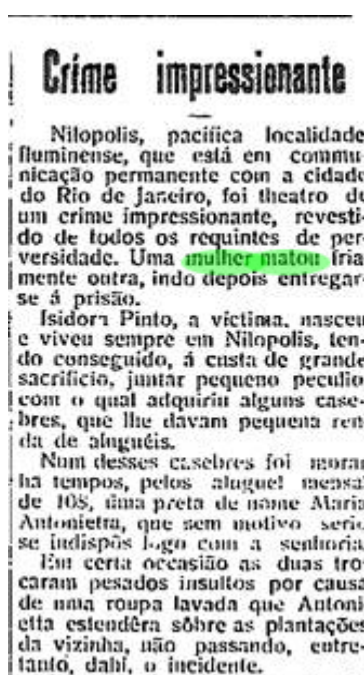 Críme impressionante
Nilopolis, pacifica localidade
fluminense, que está em commu-
nicação permanente com a cidade
do Rio de Janeiro, foi theatro de
um crime impressionante, revesti-
do de todos os requintes de per-
versidade. Uma mulher matou fria
mente outra, indo depois entregar-
se á prisão.
Isidora Pinto, a victima, nasceu
e viveu sempre em Nilopolis, ten-
do conseguido, á custa de grande
sacrificio, juntar pequeno peculio
com o qual adquiriu alguns case-
bres, que lhe davam pequena ren
da de aluguéis.
Num desses casebres foi morar
ha tempos, pelos aluguel mensal
de 10$, uma preta de nome Maria
Antonietta, que sem motivo serio
se indispôs logo com a senhoria
Em certa occasião as duas tro-
caram pesados insultos por causa
de uma roupa lavada que Antoni
etta estendêra sôbre as plantações
da vizinha, não passando, entre-
tanto, dahí, o incidente.